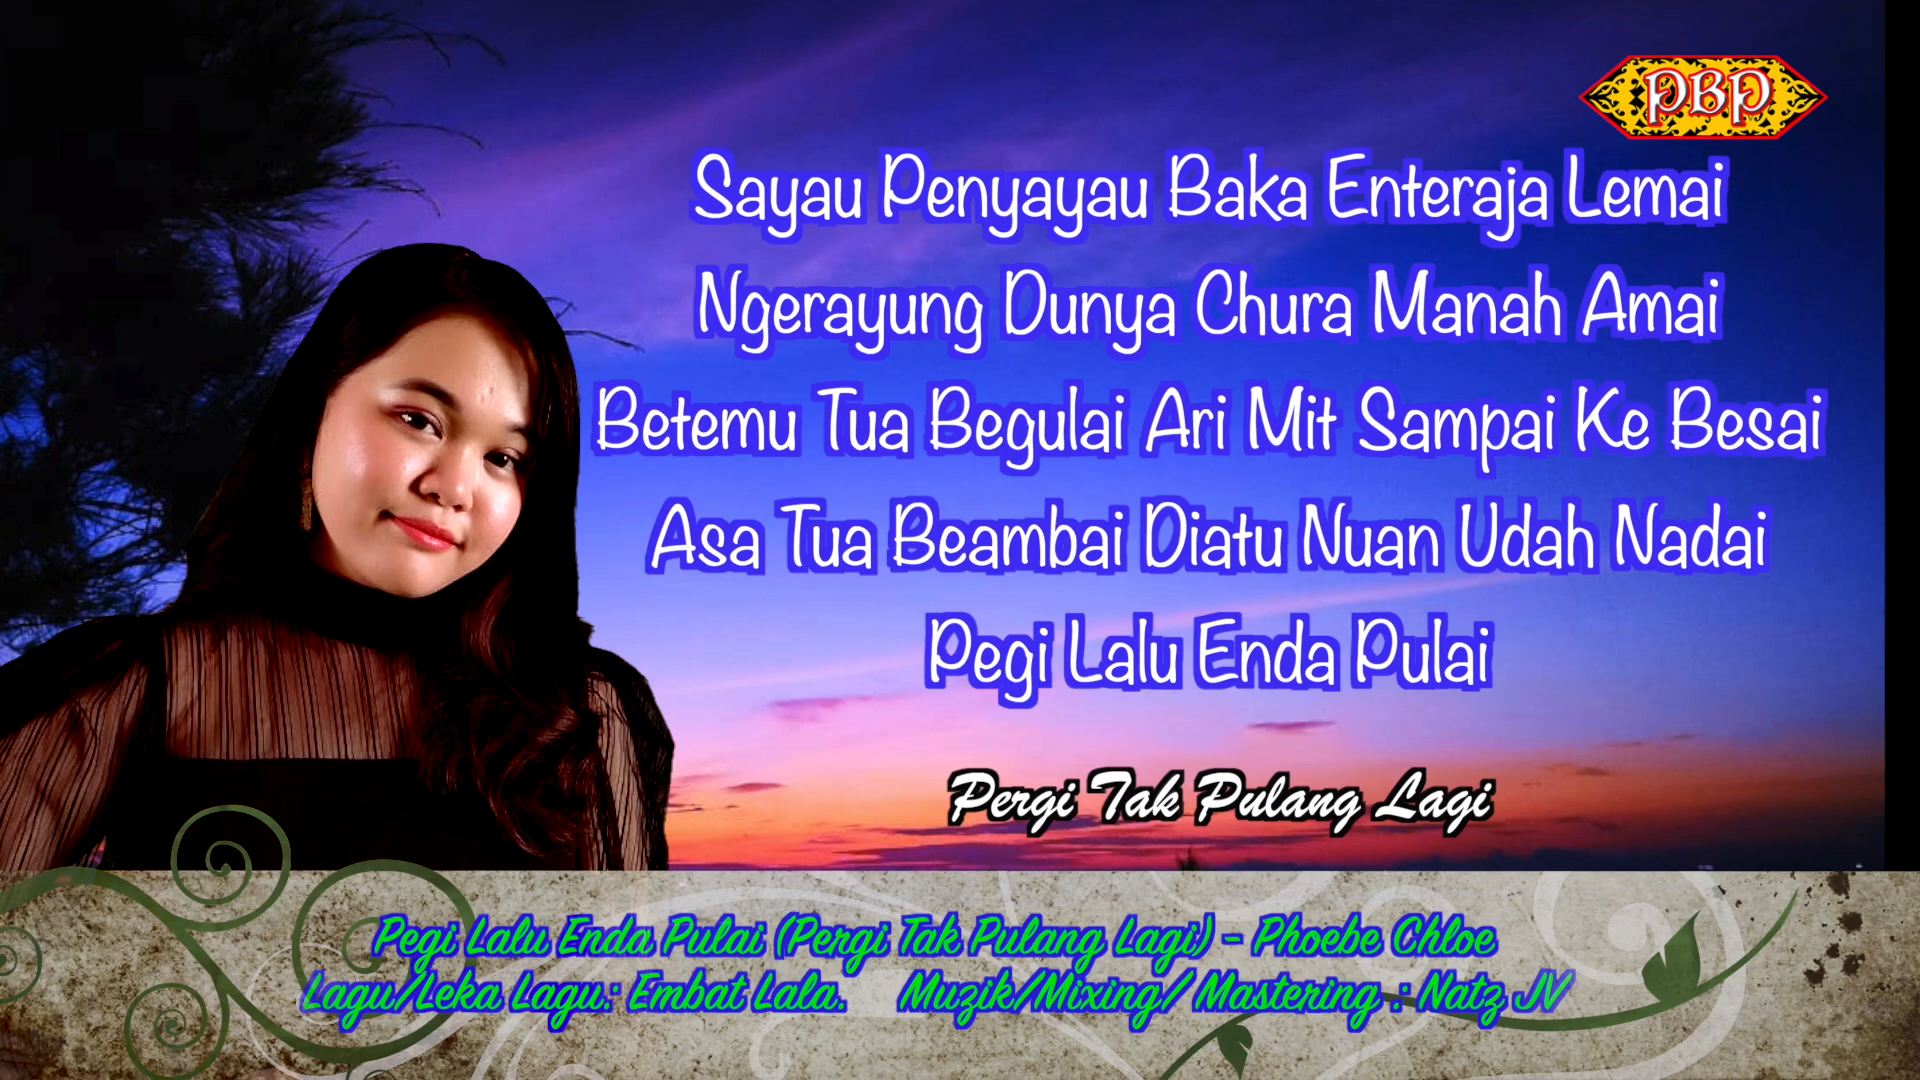 PBP
Sayau Penyayau Baka Enteraja Lemai
Ngerayung Dunya Chura Manah Amai
Betemu Tua Begulai Ari Mit Sampai Ke Besai
Asa Tua Beambai Diatu Nuan Udah Nadai
Pegi Lalu Enda Pulai
Pergi Tak Pulang Lagi
Pegi Lalu Enda Pulai (Pergi Tak Pulang Lagi) - Phoebe Chloe
Lagu/Leka Lagu: Embat Lala. Muzik/Mixing/ Mastering : Natz JV